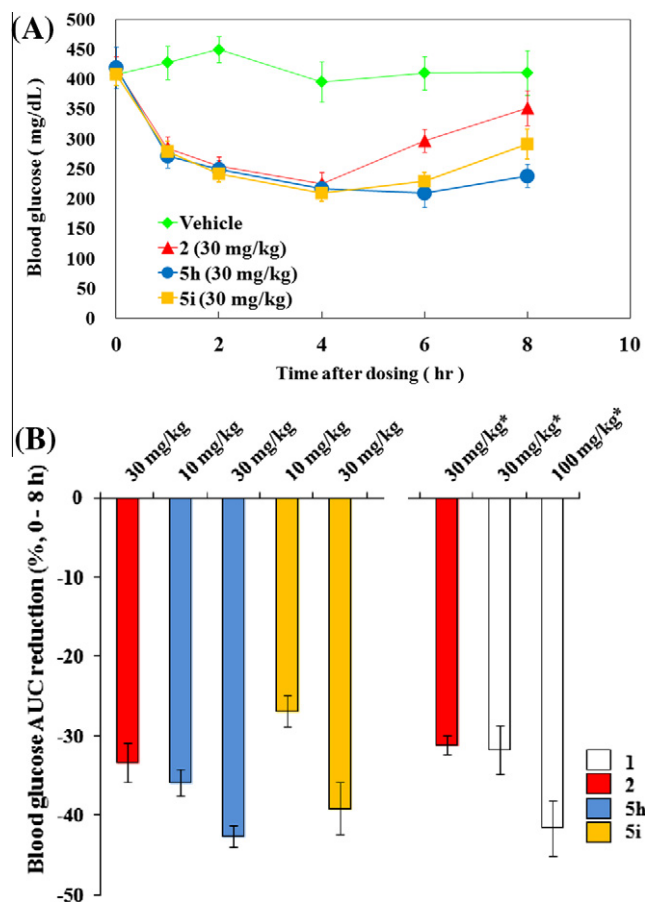 (A)
500
450
400
350
300
250
200
150
100
50
0
Blood glucose ( mg/dL )
Vehicle
2 (30 mg/kg)
5h (30 mg/kg)
5i (30 mg/kg)
0 2 4 6 8 10
Time after dosing ( hr )
(B)
30 mg/kg
10 mg/kg
30 mg/kg
10 mg/kg
30 mg/kg
30 mg/kg*
30 mg/kg*
100 mg/kg*
0
-10
-20
-30
-40
-50
Blood glucose AUC reduction (%, 0- 8 h)
1
2
5h
5i